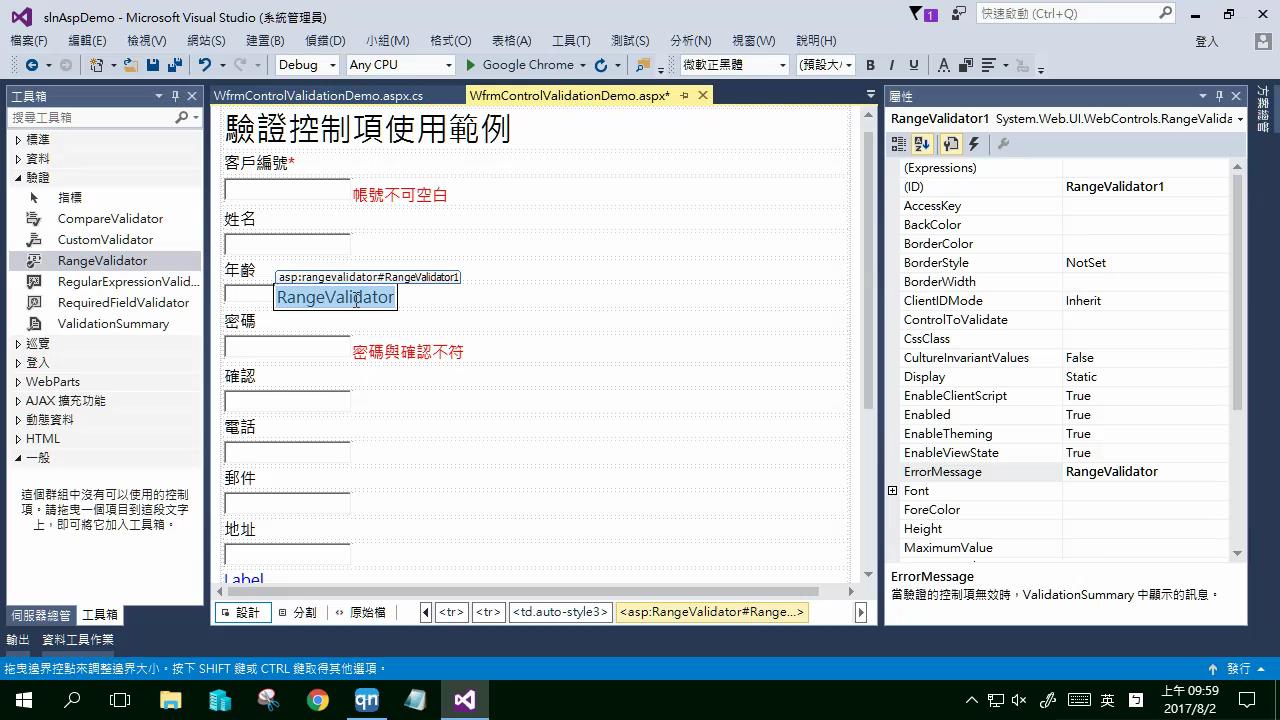 slnAspDemo - Microsoft Visual Studio (系統管理員)
1
快速啟動 (Ctrl+Q)
檔案(F) 編輯(E) 檢視(V) 網站(S) 建置(B) 偵錯(D) 小組(M) 格式(O) 表格(A) 工具(T) 測試(S) 分析(N) 視窗(W) 說明(H) 登入
Debug Any CPU Google Chrome 微軟正黑體 (預設大 B I U A
工具箱
搜尋工具箱
標準
資料
驗證
指標
CompareValidator
CustomValidator
RangeValidator
RegularExpressionValid...
RequiredFieldValidator
ValidationSummary
巡覽
登入
WebParts
AJAX 擴充功能
動態資料
HTML
一般
這個群組中沒有可以使用的控制
項。請拖曳一個項目到這段文字
上，即可將它加入工具箱。
伺服器總管 工具箱
WfrmControlValidationDemo.aspx.cs WfrmControlValidationDemo.aspx*
驗證控制項使用範例
客戶編號*
帳號不可空白
姓名
年齡
asp:rangevalidator#RangeValidator1
RangeValidator
密碼
密碼與確認不符
確認
電話
郵件
地址
Label
設計 分割 原始檔 <tr> <tr> <td.auto-style3> <asp:RangeValidator#Range...>
屬性
RangeValidator1 System.Web.UI.WebControls.RangeValida
(Expressions)
(ID) RangeValidator1
AccessKey
BackColor
BorderColor
BorderStyle NotSet
BorderWidth
ClientIDMode Inherit
ControlToValidate
CssClass
CultureInvariantValues False
Display Static
EnableClientScript True
Enabled True
EnableTheming True
EnableViewState True
ErrorMessage RangeValidator
Font
ForeColor
Height
MaximumValue
ErrorMessage
當驗證的控制項無效時，ValidationSummary 中顯示的訊息。
方案總管
輸出 資料工具作業
拖曳邊界控點來調整邊界大小。按下 SHIFT 鍵或 CTRL 鍵取得其他選項。 發行
qn
英
上午 09:59
2017/8/2